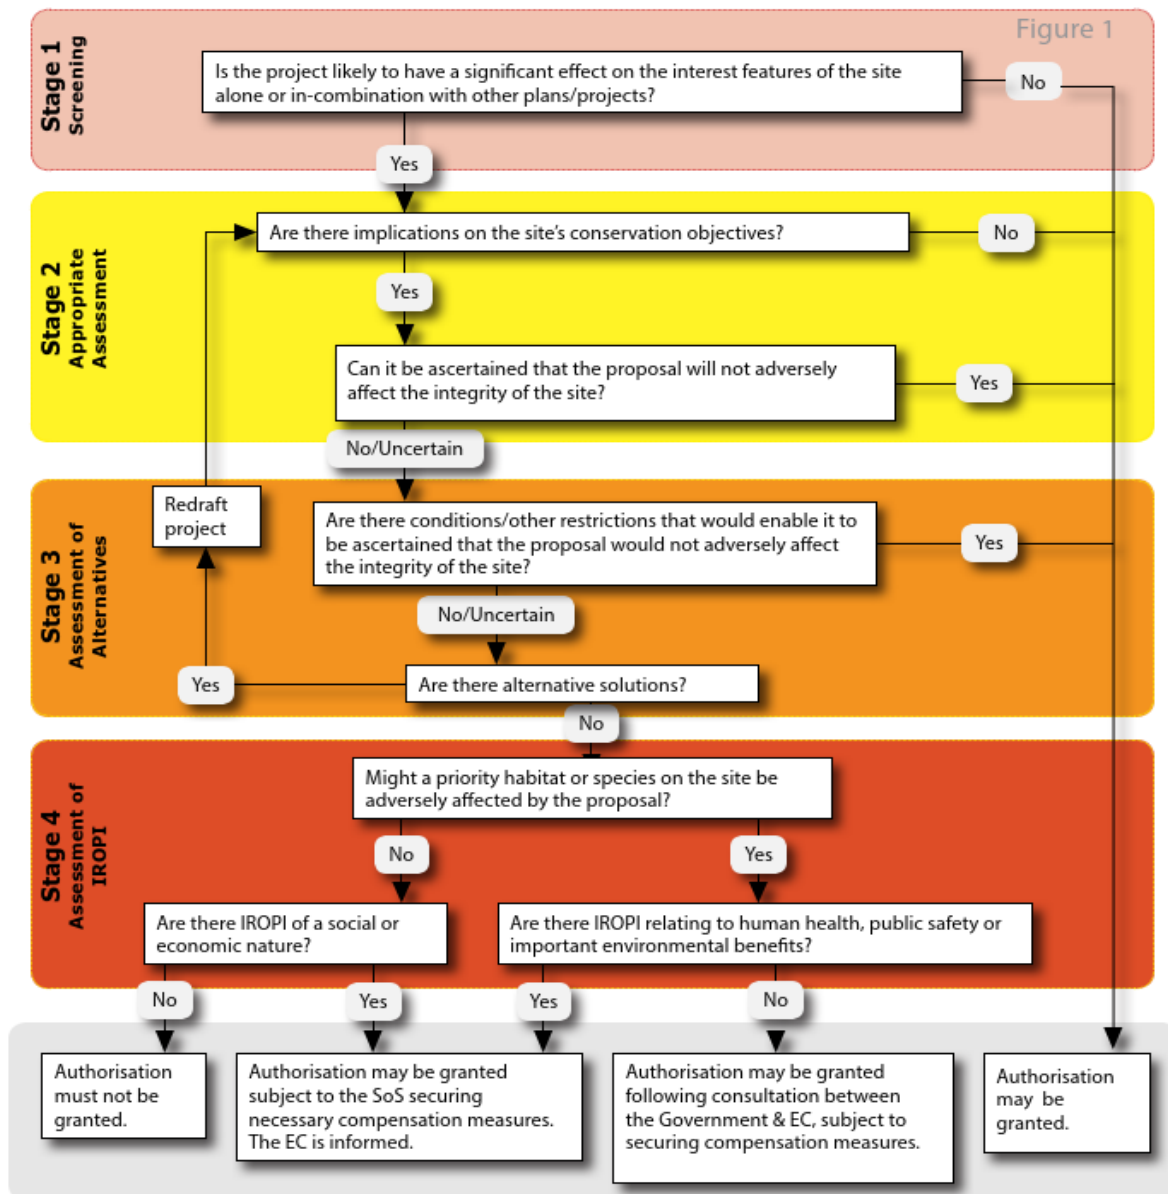 Figure 1
Stage 1
Screening
Is the project likely to have a significant effect on the interest features of the site
alone or in-combination with other plans/projects?
No
Yes
Stage 2
Appropriate
Assessment
Are there implications on the site's conservation objectives?
No
Yes
Can it be ascertained that the proposal will not adversely
affect the integrity of the site?
Yes
No/Uncertain
Stage 3
Assessment of
Alternatives
Redraft
project
Are there conditions/other restrictions that would enable it to
be ascertained that the proposal would not adversely affect
the integrity of the site?
Yes
No/Uncertain
Are there alternative solutions?
Yes
No
Stage 4
Assessment of
IROPI
Might a priority habitat or species on the site be
adversely affected by the proposal?
No
Yes
Are there IROPI of a social or
economic nature?
Are there IROPI relating to human health, public safety or
important environmental benefits?
No
Yes
Yes
No
Authorisation
must not be
granted.
Authorisation may be granted
subject to the SoS securing
necessary compensation measures.
The EC is informed.
Authorisation may be granted
following consultation between
the Government & EC, subject to
securing compensation measures.
Authorisation
may be
granted.